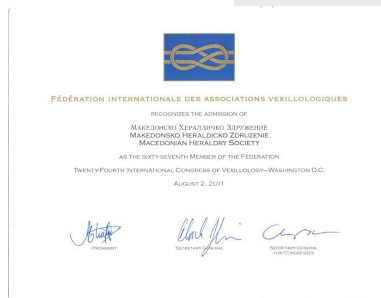 FÉDÉRATION INTERNATIONALE DES ASSOCIATIONS VEXILLOLOGIQUES
RECOGNIZES THE ADMISSION OF
МАКЕДОНСКО ХЕРАЛДИЧКО ЗДРУЖЕНИЕ
MAKEDONSKO HERALDICKO ZDRUZENIE
MACEDONIAN HERALDRY SOCIETY
AS THE SIXTY-SEVENTH MEMBER OF THE FEDERATION
TWENTY-FOURTH INTERNATIONAL CONGRESS OF VEXILLOLOGY—WASHINGTON D.C.
AUGUST 2, 2011
PRESIDENT
SECRETARY GENERAL
SECRETARY GENERAL
FOR CONGRESSES